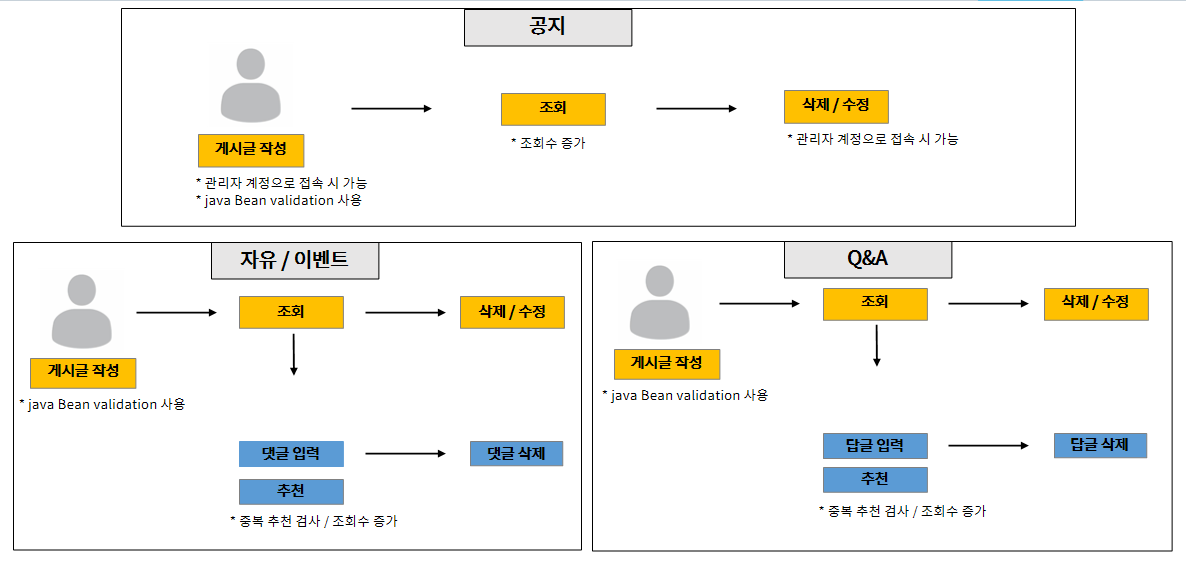 공지
조회
삭제 / 수정
게시글 작성
* 조회수 증가
* 관리자 계정으로 접속 시 가능
* 관리자 계정으로 접속 시 가능
* java Bean validation 사용
자유 / 이벤트
조회
삭제 / 수정
게시글 작성
* java Bean validation 사용
댓글 입력
댓글 삭제
추천
* 중복 추천 검사 / 조회수 증가
Q&A
조회
삭제 / 수정
게시글 작성
* java Bean validation 사용
답글 입력
답글 삭제
추천
* 중복 추천 검사 / 조회수 증가